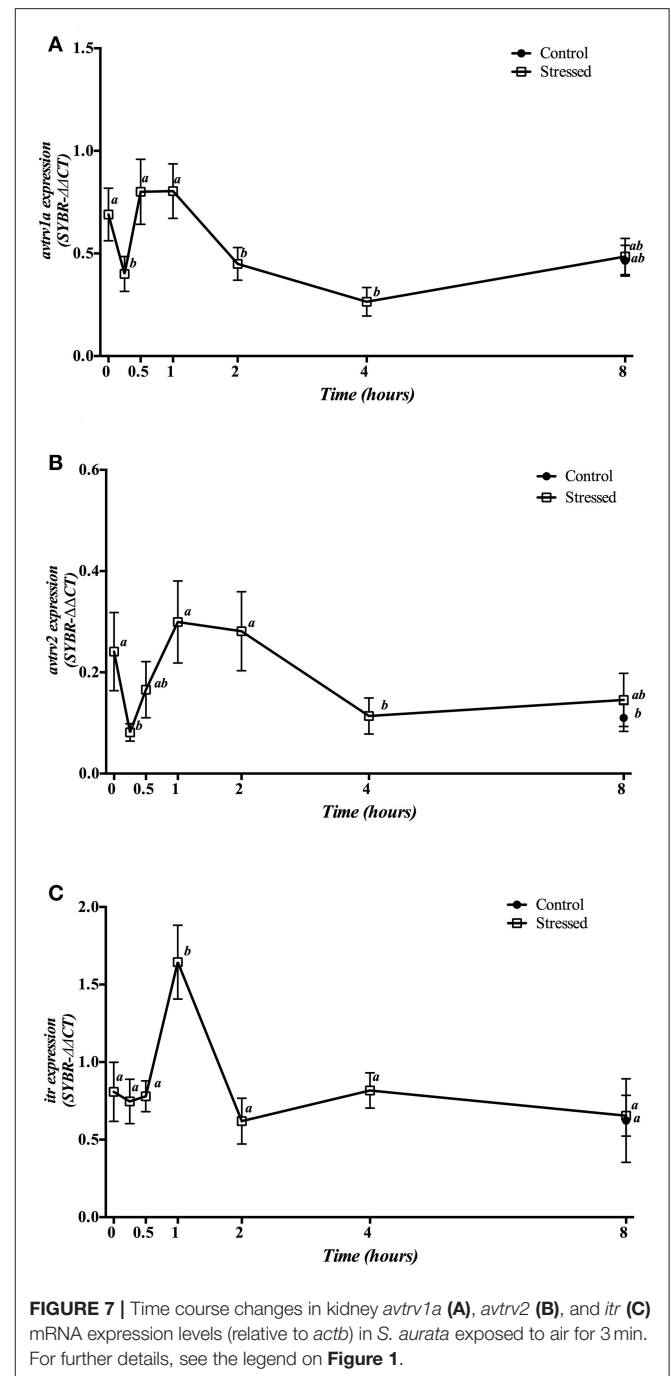 A
1.5
Control
Stressed
avtrv1a expression
(SYBR-ΔΔCT)
1.0
a
a
a
0.5
b
b
b
ab
ab
0.0
0 0.5 1 2 4 8
Time (hours)
B
0.6
Control
Stressed
avtrv2 expression
(SYBR-ΔΔCT)
0.4
a
a
a
0.2
ab
b
b
ab
b
0.0
0 0.5 1 2 4 8
Time (hours)
C
2.0
Control
Stressed
itr expression
(SYBR-ΔΔCT)
1.5
b
1.0
a
a
a
a
a
a
a
0.5
0.0
0 0.5 1 2 4 8
Time (hours)
FIGURE 7 | Time course changes in kidney avtrv1a (A), avtrv2 (B), and itr (C)
mRNA expression levels (relative to actb) in S. aurata exposed to air for 3 min.
For further details, see the legend on Figure 1.